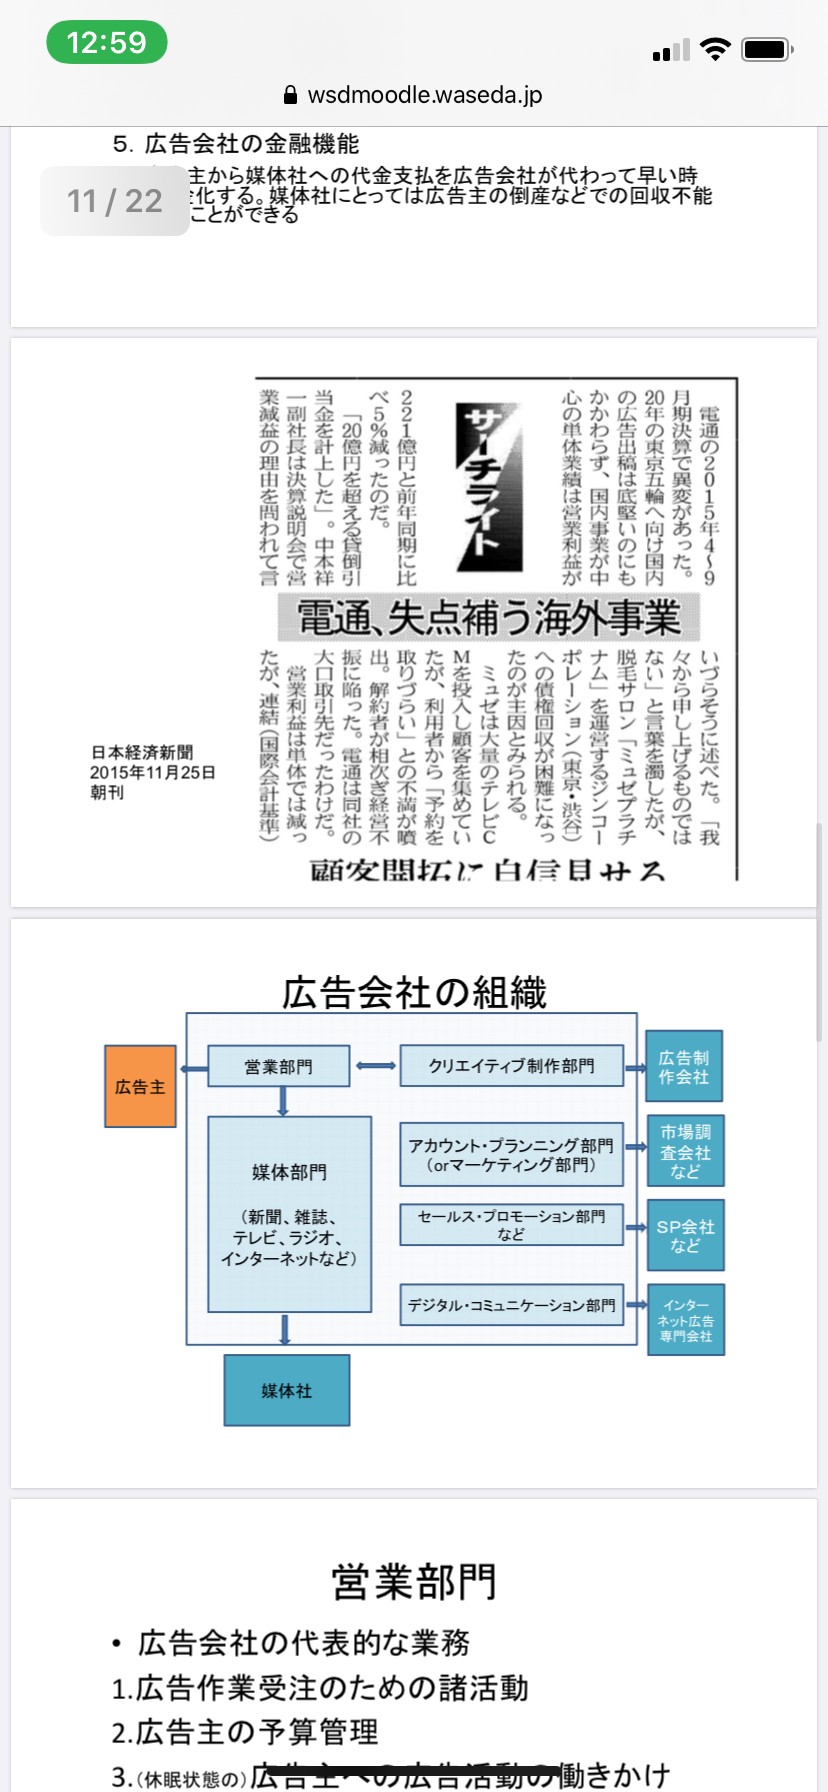 12:59
wsdmoodle.waseda.jp
5. 広告会社の金融機能
主から媒体社への代金支払を広告会社が代わって早い時
化する。媒体社にとっては広告主の倒産などでの回収不能
ことができる
11 / 22
電通の2015年4~9
月期決算で異変があった。
20年の東京五輪へ向け国内
の広告出稿は底堅いのにも
かかわらず、国内事業が中
心の単体業績は営業利益が
サーチライト
221億円と前年同期に比
べ5%減ったのだ。
「20億円を超える貸倒引
当金を計上した」。中本祥
一副社長は決算説明会で営
業減益の理由を問われて言
電通、失点補う海外事業
いづらそうに述べた。「我
々から申し上げるものでは
ない」と言葉を濁したが、
脱毛サロン「ミュゼプラチ
ナム」を運営するジンコー
ポレーション(東京・渋谷)
への債権回収が困難になっ
たのが主因とみられる。
ミュゼは大量のテレビC
Mを投入し顧客を集めてい
たが、利用者から「予約を
取りづらい」との不満が噴
出。解約者が相次ぎ経営不
振に陥った。電通は同社の
大口取引先だったわけだ。
営業利益は単体では減っ
たが、連結(国際会計基準)
顧客開拓に自信見せる
日本経済新聞
2015年11月25日
朝刊
広告会社の組織
広告主
営業部門
クリエイティブ制作部門
広告制
作会社
媒体部門
(新聞、雑誌、
テレビ、ラジオ、
インターネットなど)
アカウント・プランニング部門
(orマーケティング部門)
市場調
査会社
など
セールス・プロモーション部門
など
SP会社
など
デジタル・コミュニケーション部門
インター
ネット広告
専門会社
媒体社
営業部門
• 広告会社の代表的な業務
1.広告作業受注のための諸活動
2.広告主の予算管理
3.(休眠状態の)広告主への広告活動の働きかけ